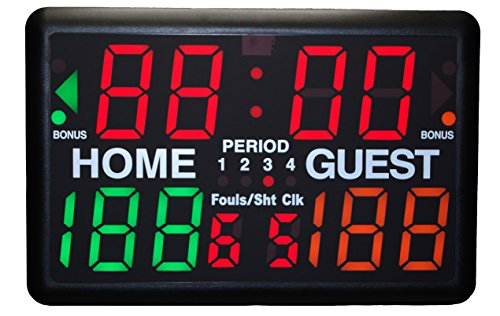 88:00
BONUS PERIOD BONUS
HOME 1 2 3 4 GUEST
Fouls/Sht Clk
188 6 5 188